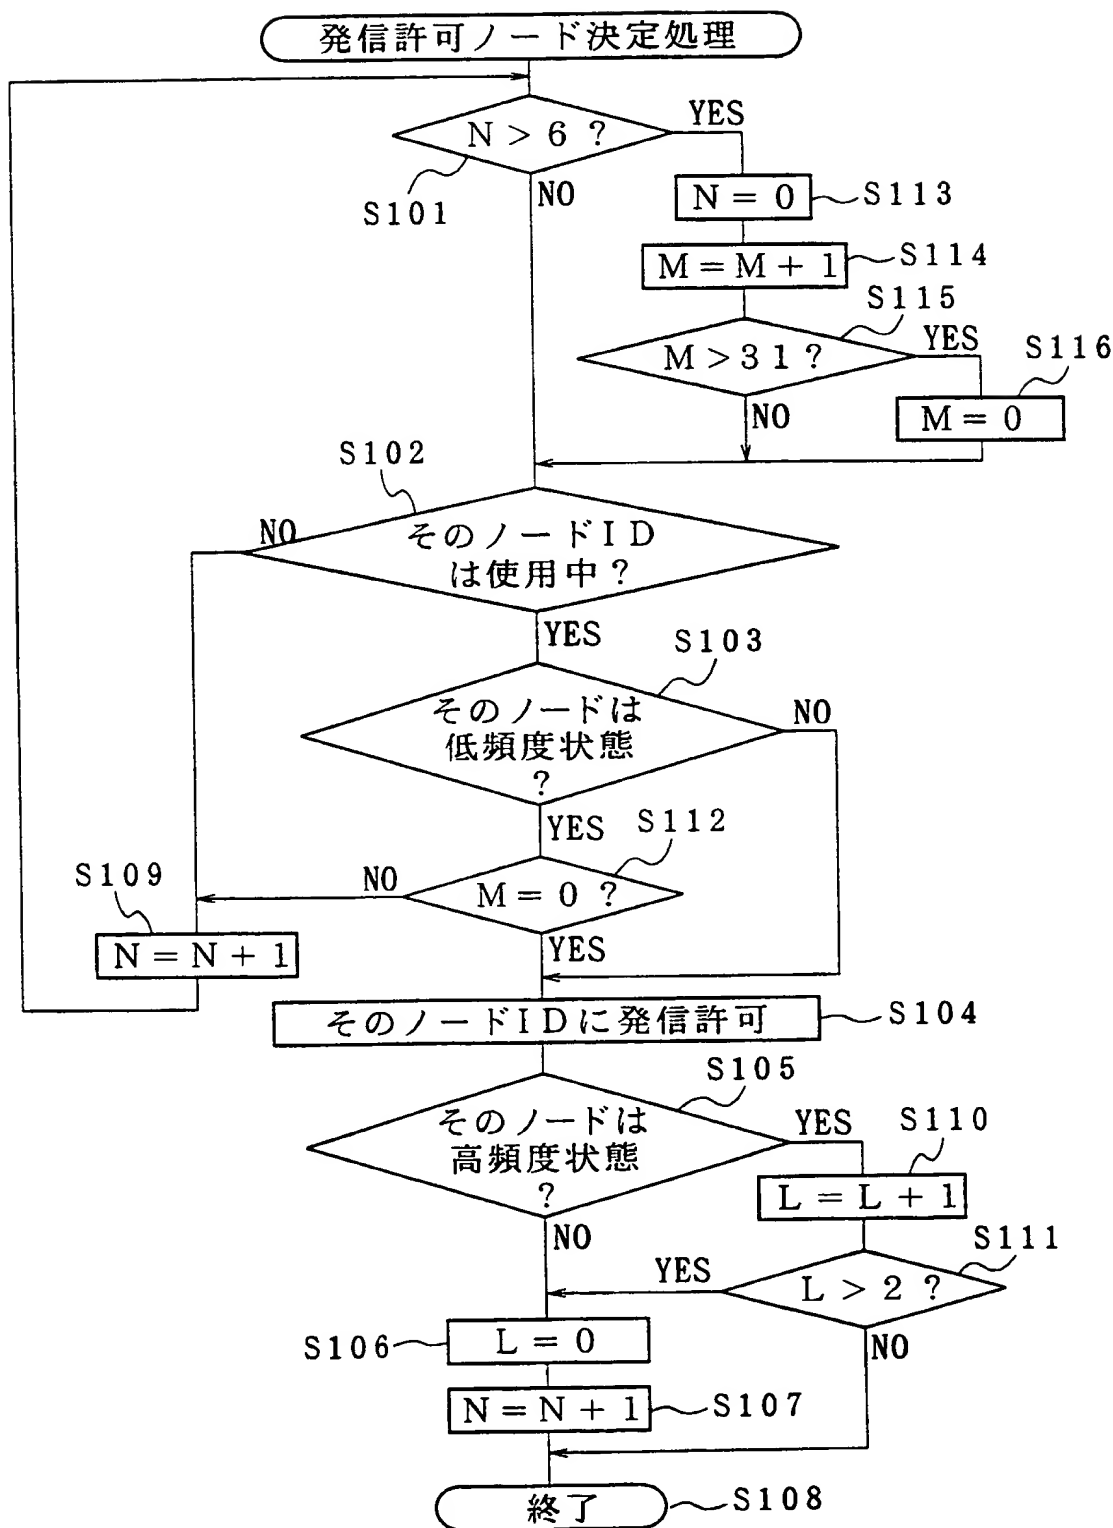 発信許可ノード決定処理
N > 6 ?
YES
NO
S101
N = 0
S113
M = M + 1
S114
S115
M > 3 1 ?
YES
NO
S116
M = 0
S102
そのノードID
は使用中?
NO
YES
S103
そのノードは
低頻度状態
?
NO
YES
S112
M = 0 ?
NO
YES
S109
N = N + 1
そのノードIDに発信許可
S104
S105
そのノードは
高頻度状態
?
YES
NO
S110
L = L + 1
S111
L > 2 ?
YES
NO
S106
L = 0
N = N + 1
S107
終了
S108